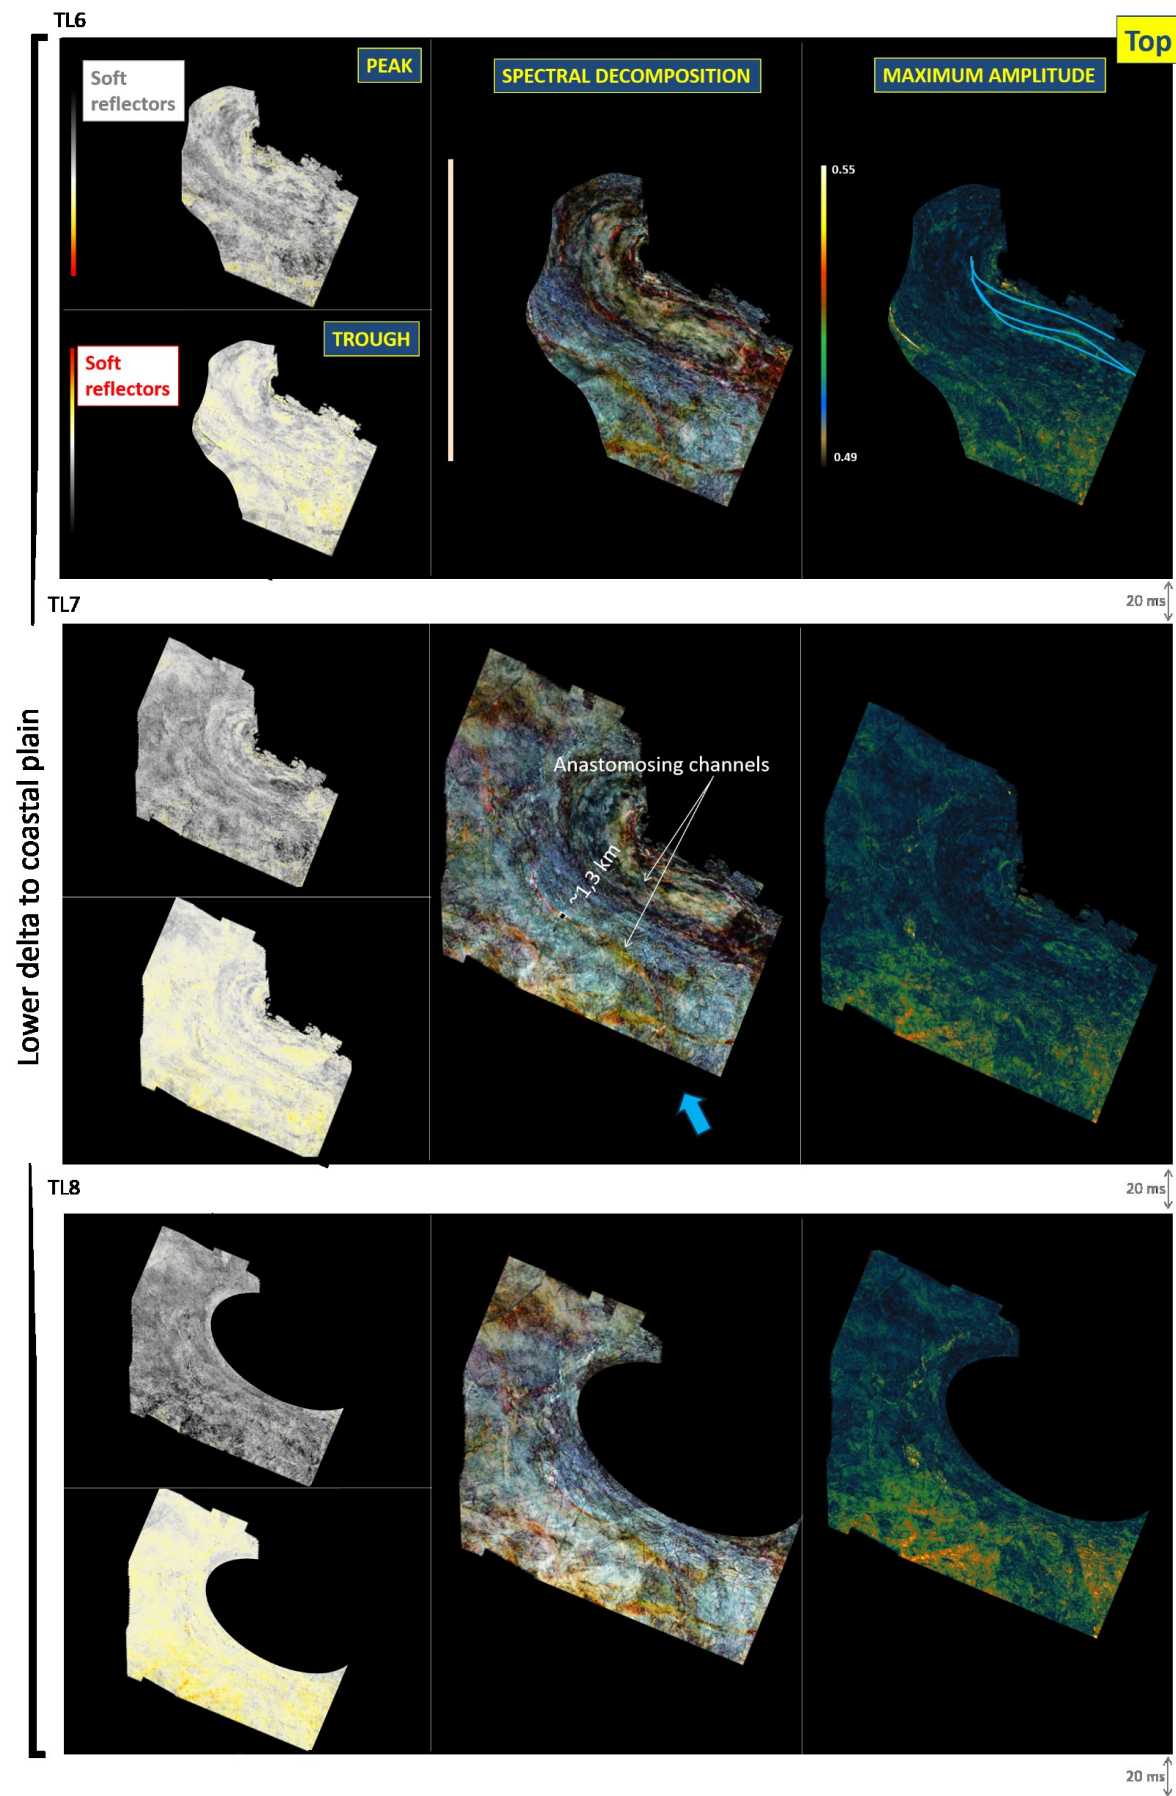 TL6
Top
PEAK
Soft
reflectors
SPECTRAL DECOMPOSITION
MAXIMUM AMPLITUDE
0.55
0.49
TROUGH
Soft
reflectors
20 ms
TL7
Lower delta to coastal plain
Anastomosing channels
~1,3 km
20 ms
TL8
20 ms